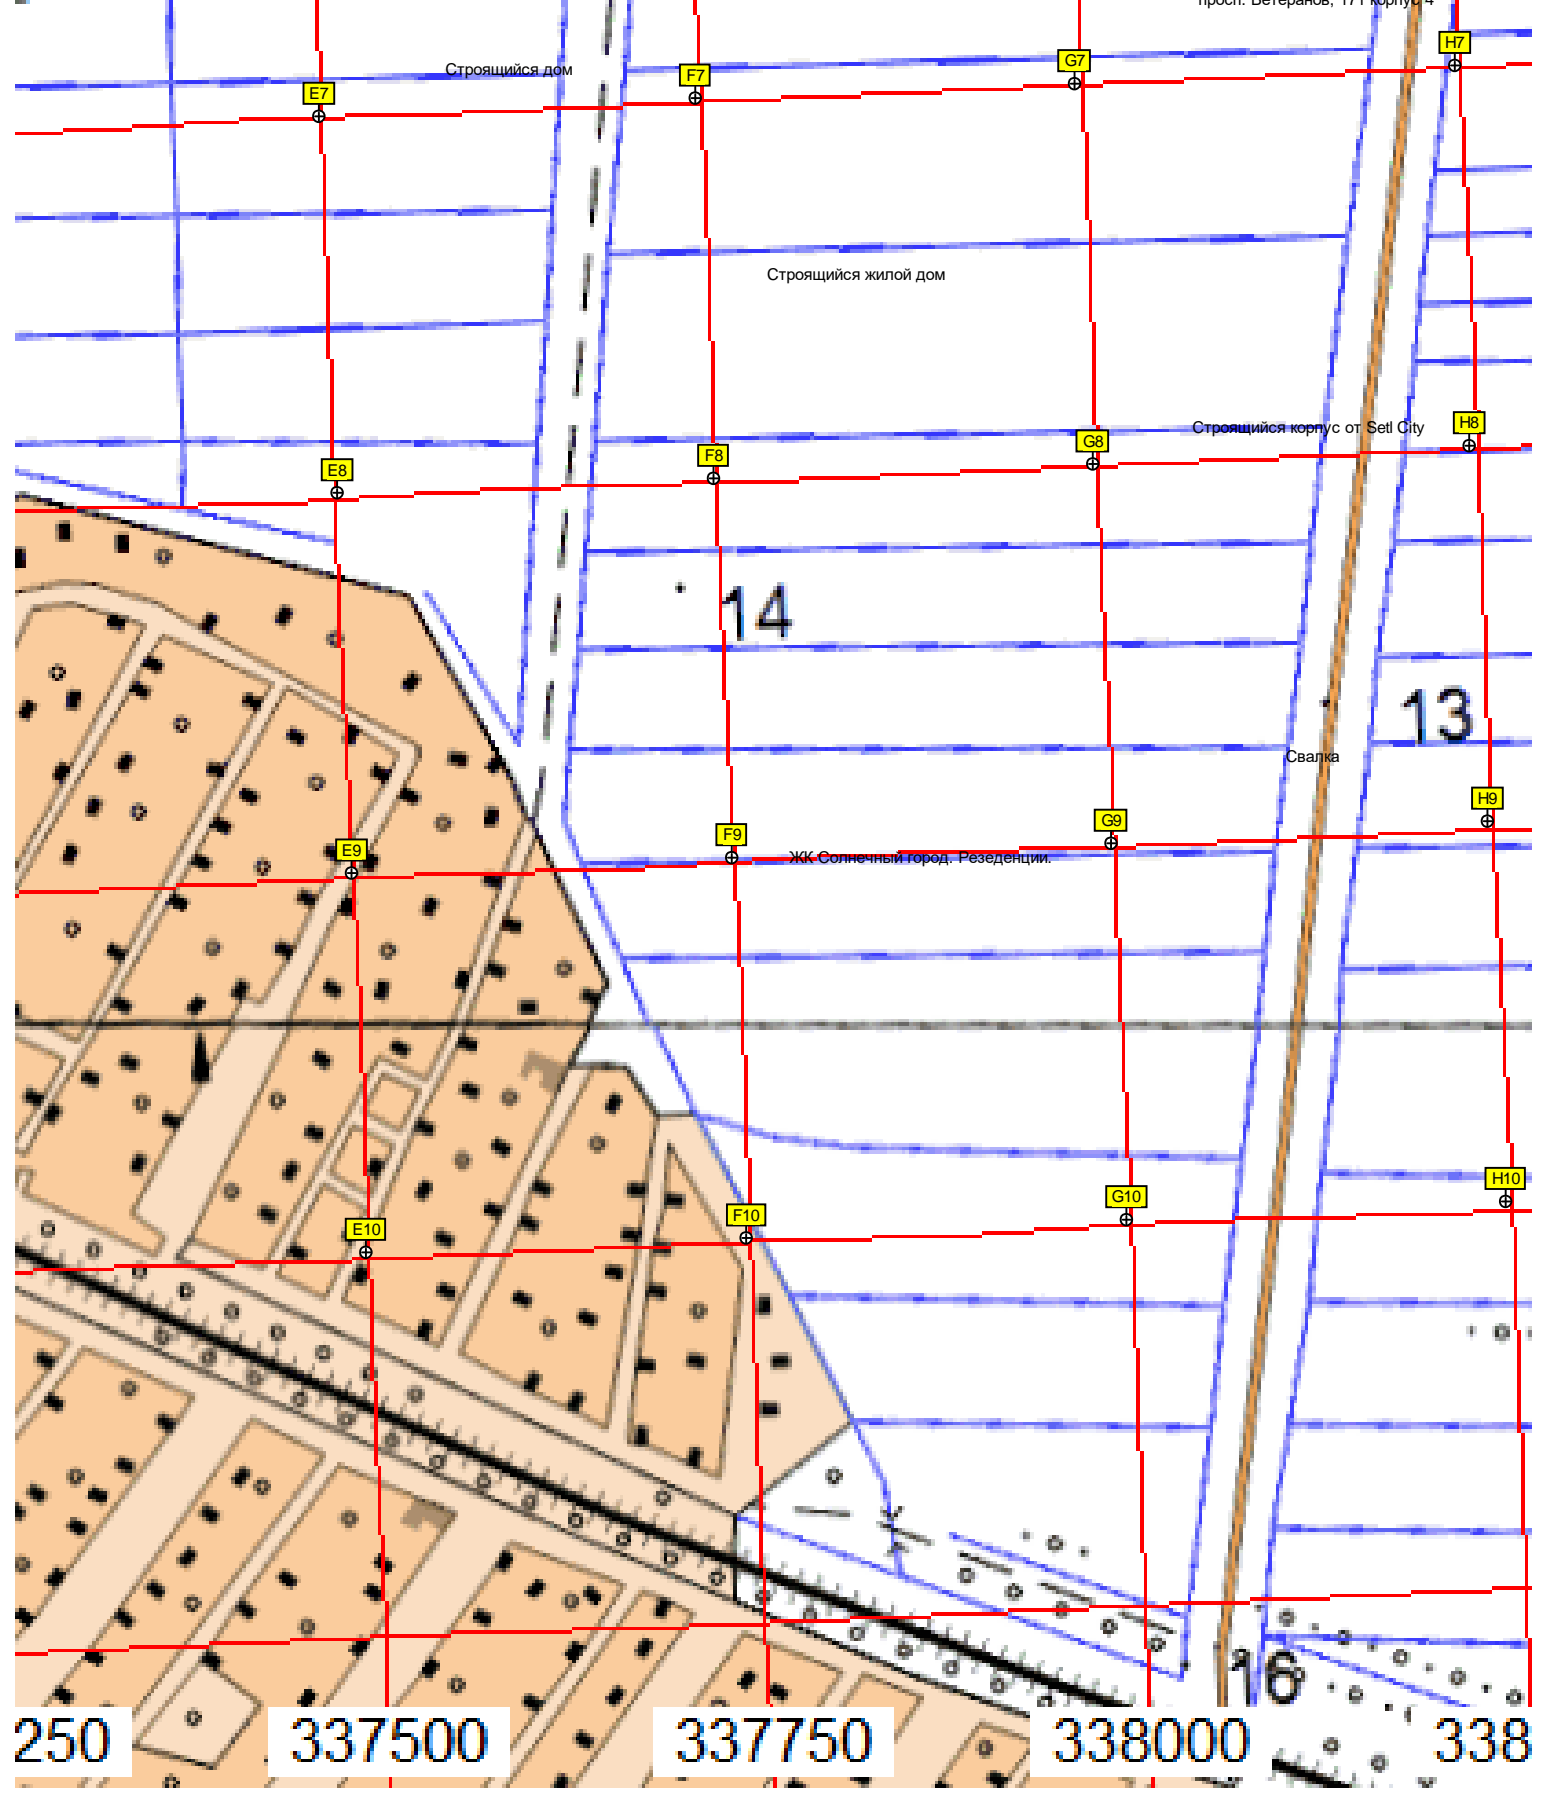 просп. Ветеранов, 171 корпус 4
H7
G7
Строящийся дом
F7
E7
Строящийся жилой дом
H8
Строящийся корпус от Setl City
G8
F8
E8
14
13
Свалка
H9
G9
F9
E9
ЖК Солнечный город. Резеденции.
H10
G10
F10
E10
16
250
337500
337750
338000
338